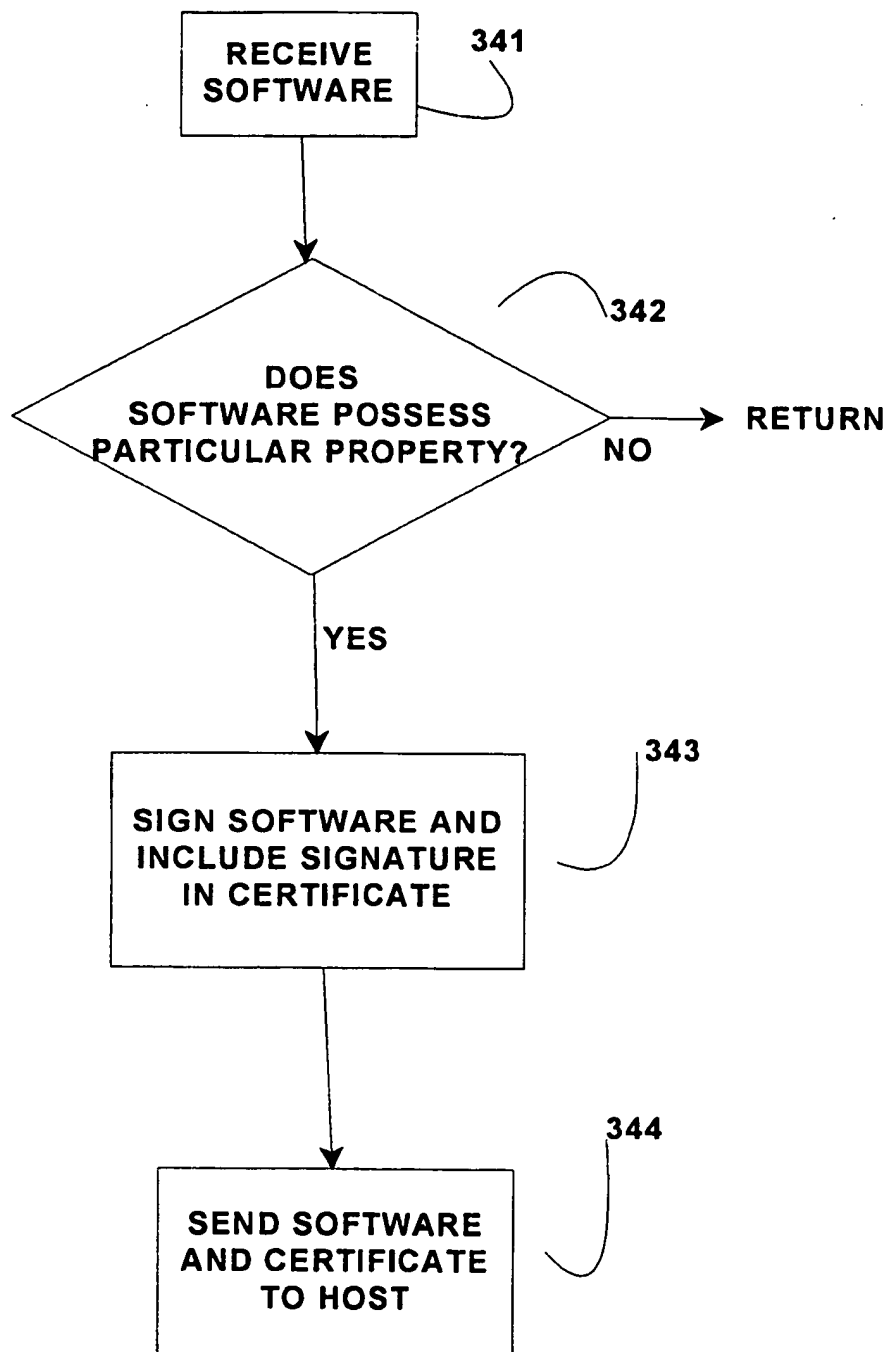 RECEIVE
SOFTWARE
341
342
DOES
SOFTWARE POSSESS
PARTICULAR PROPERTY?
NO
RETURN
YES
343
SIGN SOFTWARE AND
INCLUDE SIGNATURE
IN CERTIFICATE
344
SEND SOFTWARE
AND CERTIFICATE
TO HOST